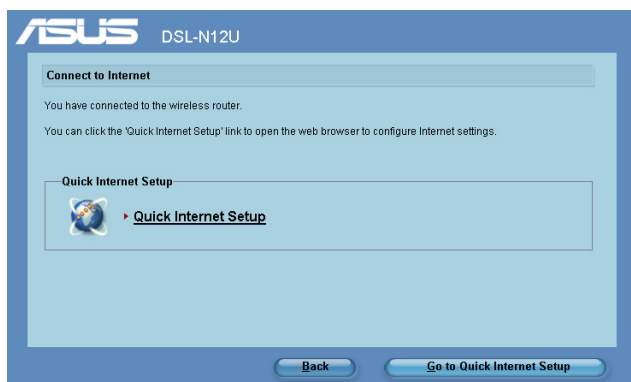 ASUS DSL-N12U
Connect to Internet
You have connected to the wireless router.
You can click the 'Quick Internet Setup' link to open the web browser to configure Internet settings.
Quick Internet Setup
Quick Internet Setup
Back Go to Quick Internet Setup